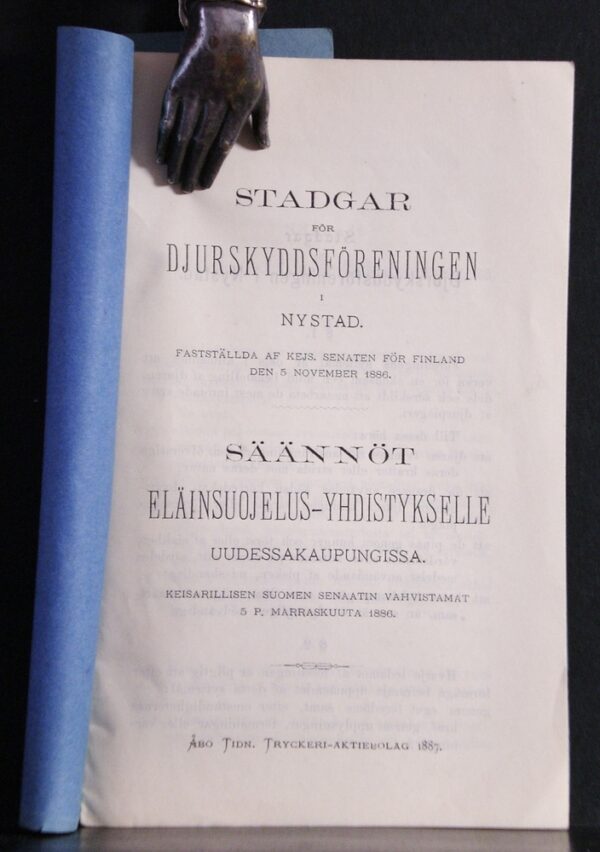 STADGAR
FÖR
DJURSKYDDSFÖRENINGEN
I
NYSTAD.
FASTSTÄLLDA AF KEJS. SENATEN FÖR FINLAND
DEN 5 NOVEMBER 1886.
SÄÄNNÖT
ELÄINSUOJELUS-YHDISTYKSELLE
UUDESSAKAUPUNGISSA.
KEISARILLISEN SUOMEN SENAATIN VAHVISTAMAT
5 P. MARRASKUUTA 1886.
ÅBO TIDN. TRYCKERI-AKTIEBOLAG 1887.